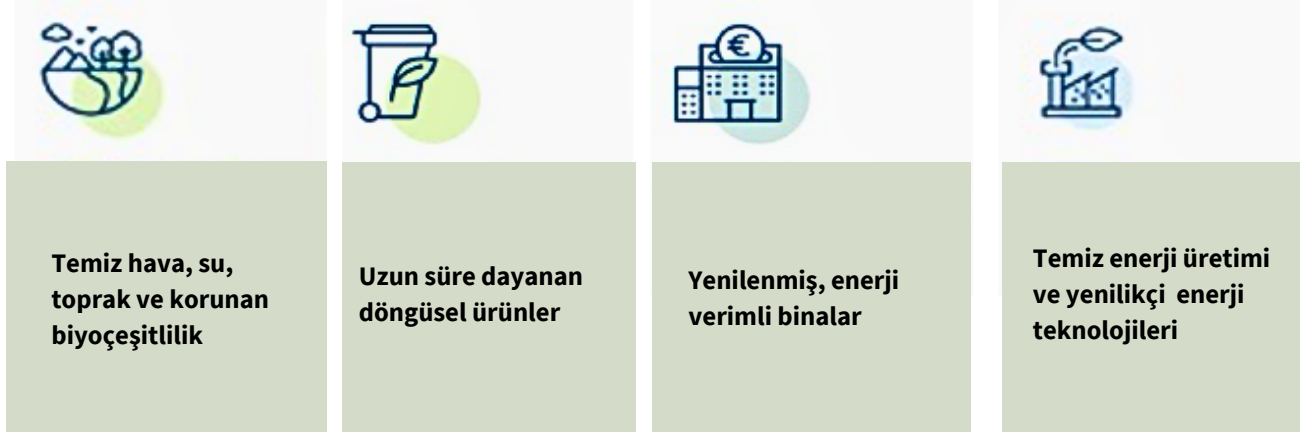 Temiz hava, su,
toprak ve korunan
biyoçeşitlilik
Uzun süre dayanan
döngüsel ürünler
€
Yenilenmiş, enerji
verimli binalar
Temiz enerji üretimi
ve yenilikçi  enerji
teknolojileri